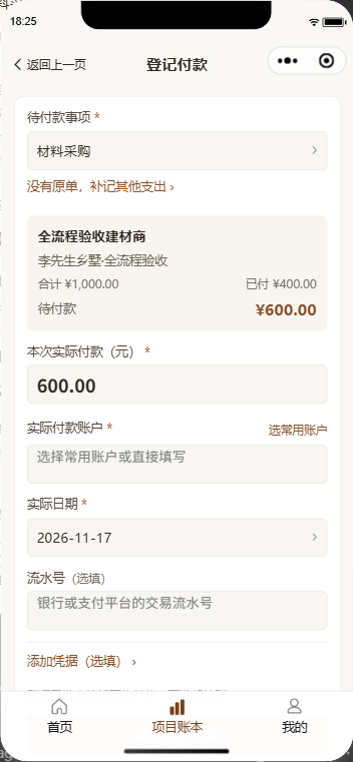 18:25
返回上一页
登记付款
待付款事项 *
材料采购
没有原单，补记其他支出 ›
全流程验收建材商
李先生乡墅·全流程验收
合计 ¥1,000.00 已付 ¥400.00
待付款 ¥600.00
本次实际付款（元） *
600.00
实际付款账户 * 选常用账户
选择常用账户或直接填写
实际日期 *
2026-11-17
流水号（选填）
银行或支付平台的交易流水号
添加凭据（选填） ›
首页 项目账本 我的